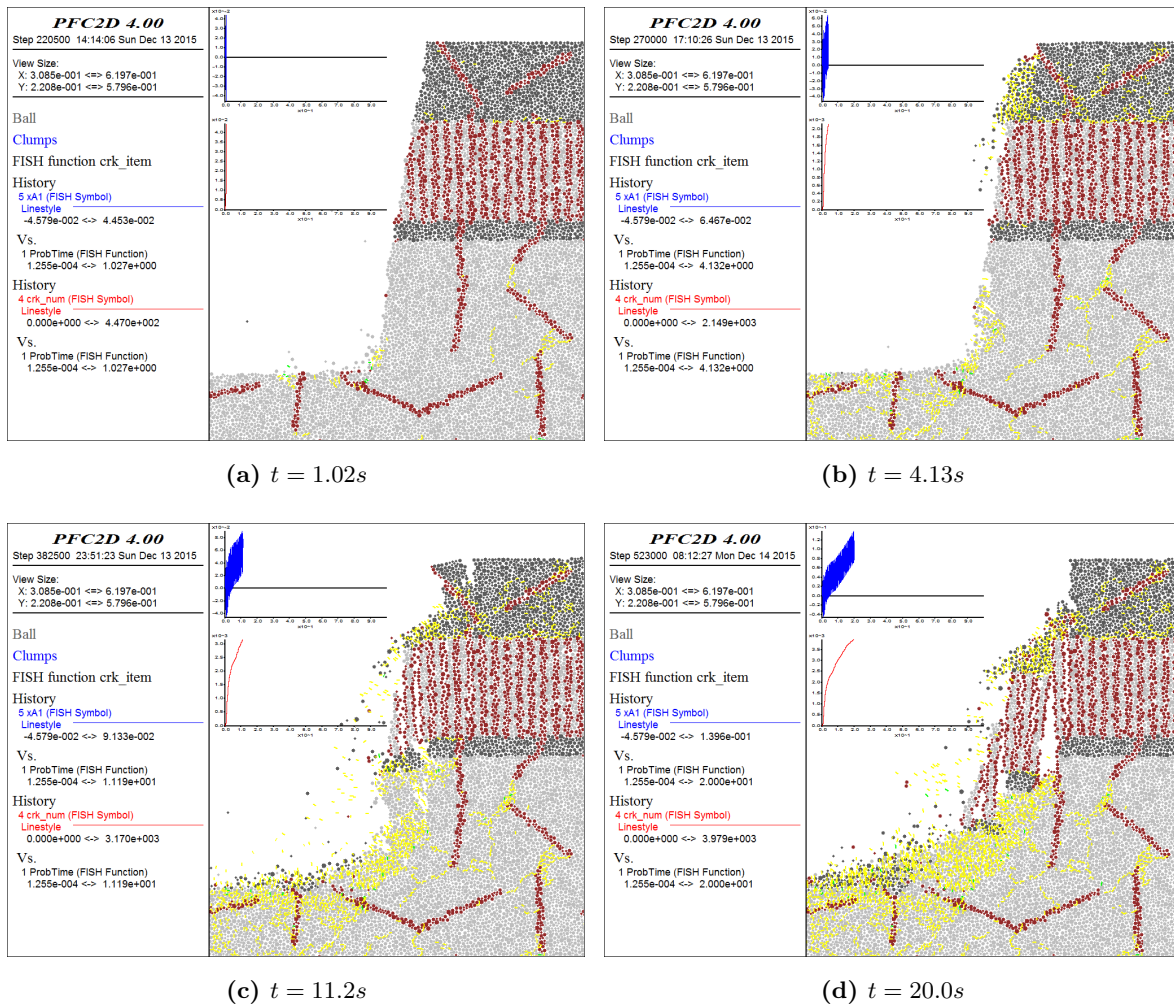 PFC2D 4.00
Step 220500 14:14:06 Sun Dec 13 2015
View Size:
X: 3.085e-001 <=> 6.197e-001
Y: 2.208e-001 <=> 5.796e-001
Ball
Clumps
FISH function crk_item
History
5 xA1 (FISH Symbol)
Linestyle
-4.579e-002 <-> 4.453e-002
Vs.
1 ProbTime (FISH Function)
1.255e-004 <-> 1.027e+000
History
4 crk_num (FISH Symbol)
Linestyle
0.000e+000 <-> 4.470e+002
Vs.
1 ProbTime (FISH Function)
1.255e-004 <-> 1.027e+000
(a) t = 1.02s
PFC2D 4.00
Step 270000 17:10:26 Sun Dec 13 2015
View Size:
X: 3.085e-001 <=> 6.197e-001
Y: 2.208e-001 <=> 5.796e-001
Ball
Clumps
FISH function crk_item
History
5 xA1 (FISH Symbol)
Linestyle
-4.579e-002 <-> 6.467e-002
Vs.
1 ProbTime (FISH Function)
1.255e-004 <-> 4.132e+000
History
4 crk_num (FISH Symbol)
Linestyle
0.000e+000 <-> 2.149e+003
Vs.
1 ProbTime (FISH Function)
1.255e-004 <-> 4.132e+000
(b) t = 4.13s
PFC2D 4.00
Step 382500 23:51:23 Sun Dec 13 2015
View Size:
X: 3.085e-001 <=> 6.197e-001
Y: 2.208e-001 <=> 5.796e-001
Ball
Clumps
FISH function crk_item
History
5 xA1 (FISH Symbol)
Linestyle
-4.579e-002 <-> 9.133e-002
Vs.
1 ProbTime (FISH Function)
1.255e-004 <-> 1.119e+001
History
4 crk_num (FISH Symbol)
Linestyle
0.000e+000 <-> 3.170e+003
Vs.
1 ProbTime (FISH Function)
1.255e-004 <-> 1.119e+001
(c) t = 11.2s
PFC2D 4.00
Step 523000 08:12:27 Mon Dec 14 2015
View Size:
X: 3.085e-001 <=> 6.197e-001
Y: 2.208e-001 <=> 5.796e-001
Ball
Clumps
FISH function crk_item
History
5 xA1 (FISH Symbol)
Linestyle
-4.579e-002 <-> 1.396e-001
Vs.
1 ProbTime (FISH Function)
1.255e-004 <-> 2.000e+001
History
4 crk_num (FISH Symbol)
Linestyle
0.000e+000 <-> 3.979e+003
Vs.
1 ProbTime (FISH Function)
1.255e-004 <-> 2.000e+001
(d) t = 20.0s